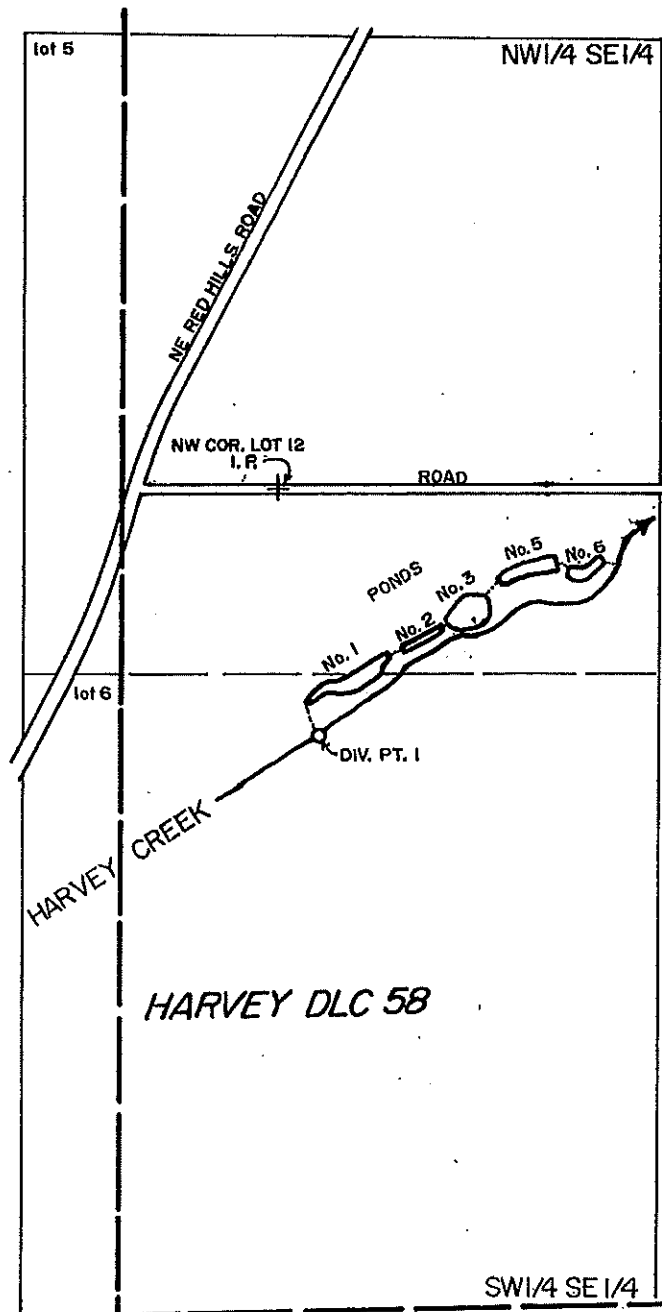 lot 5
NW1/4 SE1/4
NE RED HILLS ROAD
NW COR. LOT 12
I. P.
ROAD
PONDS
No. 1
No. 2
No. 3
No. 5
No. 6
lot 6
DIV. PT. 1
HARVEY CREEK
HARVEY DLC 58
SW1/4 SE1/4